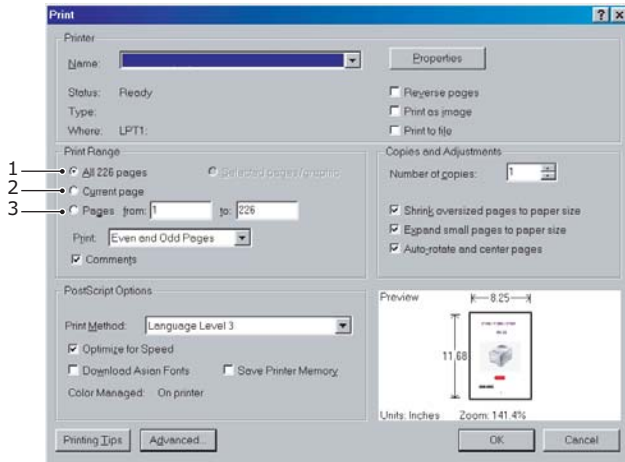 Print
Printer
Name:
Properties
Status: Ready
Type:
Where: LPT1:
Reverse pages
Print as image
Print to file
Print Range
1 All 226 pages
Selected pages/graphic
2 Current page
3 Pages from: 1 to: 226
Print: Even and Odd Pages
Comments
Copies and Adjustments
Number of copies: 1
Shrink oversized pages to paper size
Expand small pages to paper size
Auto-rotate and center pages
PostScript Options
Print Method: Language Level 3
Optimize for Speed
Download Asian Fonts
Save Printer Memory
Color Managed: On printer
Preview
8.25
11.68
Units: Inches Zoom: 141.4%
Printing Tips
Advanced...
OK
Cancel